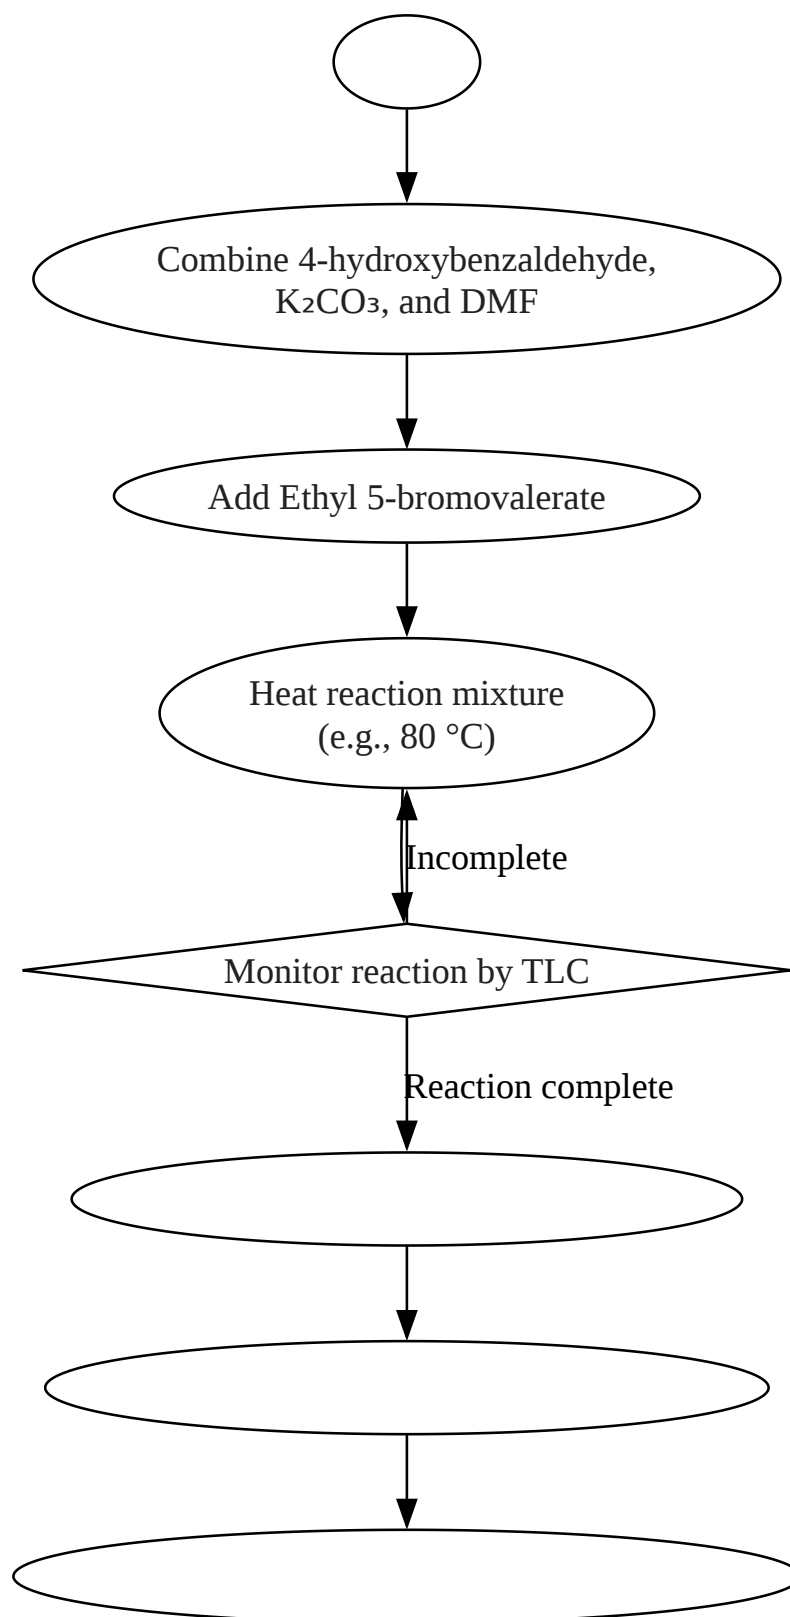 Combine 4-hydroxybenzaldehyde,
K₂CO₃, and DMF
Add Ethyl 5-bromovalerate
Heat reaction mixture
(e.g., 80 °C)
Incomplete
Monitor reaction by TLC
Reaction complete